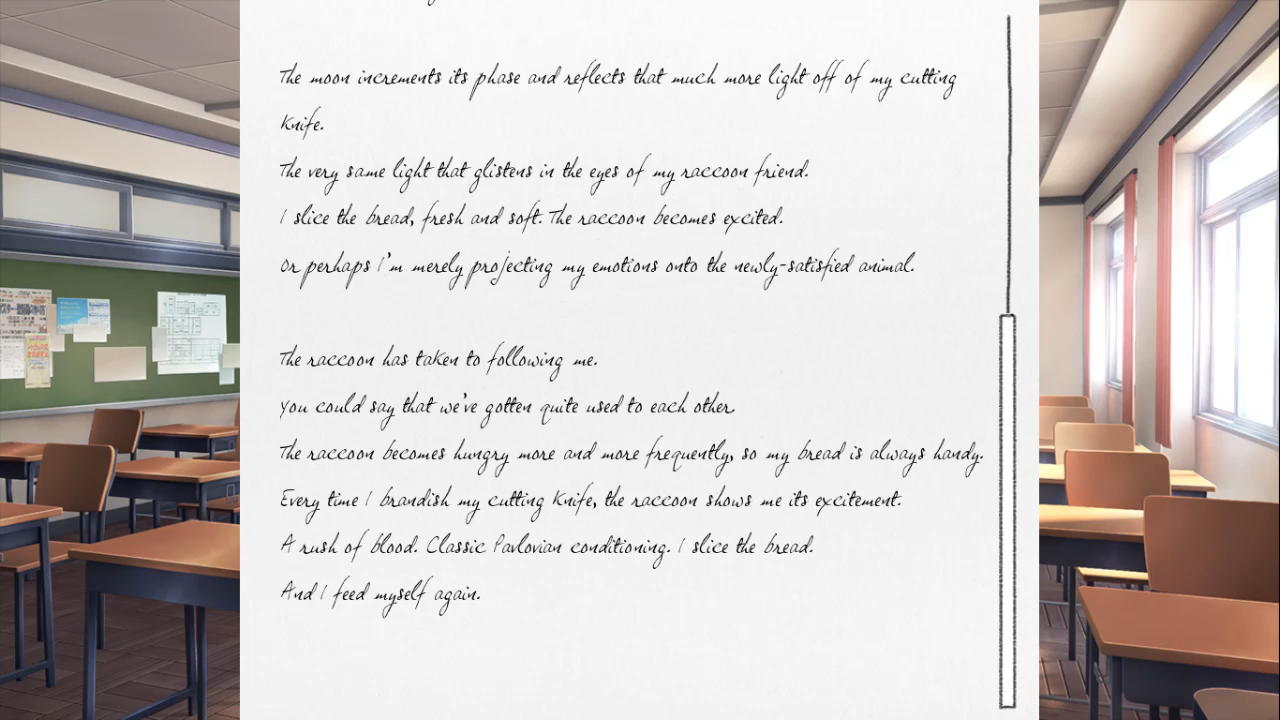 The moon increments its phase and reflects that much more light off of my cutting
knife.
The very same light that glistens in the eyes of my raccoon friend.
I slice the bread, fresh and soft. The raccoon becomes excited.
Or perhaps I'm merely projecting my emotions onto the newly-satisfied animal.
The raccoon has taken to following me.
You could say that we've gotten quite used to each other.
The raccoon becomes hungry more and more frequently, so my bread is always handy.
Every time I brandish my cutting knife, the raccoon shows me its excitement.
A rush of blood. Classic Pavlovian conditioning. I slice the bread.
And I feed myself again.